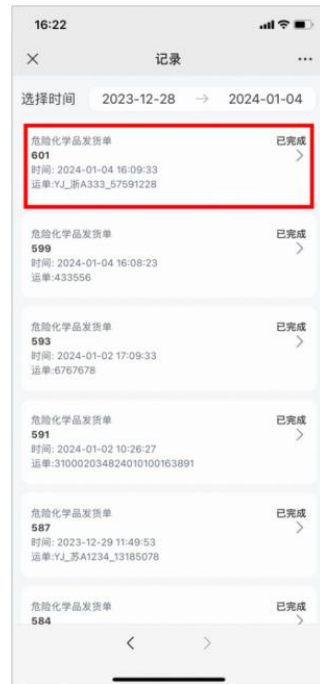 16:22
记录
选择时间 2023-12-28 → 2024-01-04
危险化学品发货单 已完成
601
时间: 2024-01-04 16:09:33
运单:YJ_浙A333_57591228
危险化学品发货单 已完成
599
时间: 2024-01-04 16:08:23
运单:433556
危险化学品发货单 已完成
593
时间: 2024-01-02 17:09:33
运单:6767678
危险化学品发货单 已完成
591
时间: 2024-01-02 10:26:27
运单:310002034824010100163891
危险化学品发货单 已完成
587
时间: 2023-12-29 11:49:53
运单:YJ_苏A1234_13185078
危险化学品发货单 已完成
584